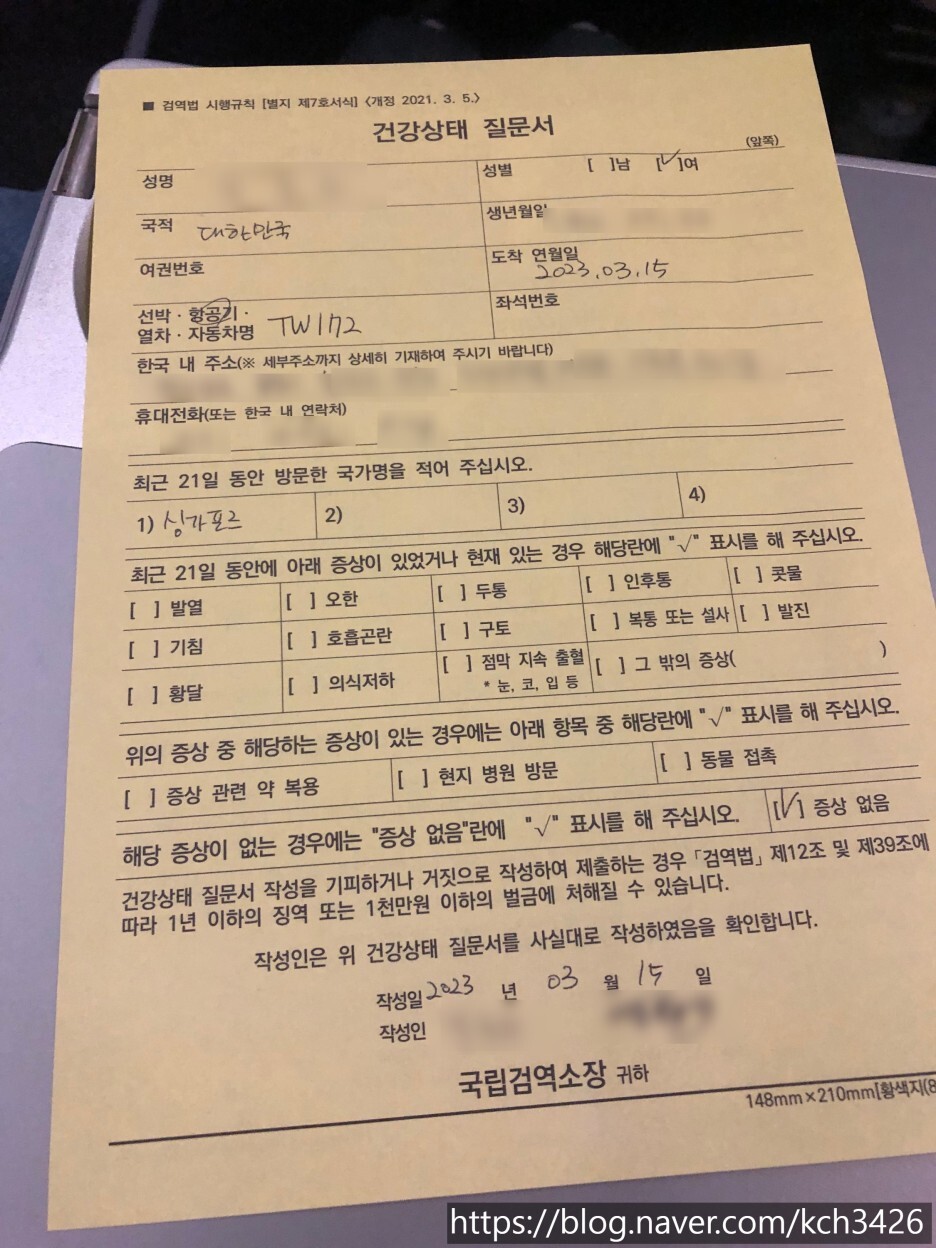 ■ 검역법 시행규칙 [별지 제7호서식] 〈개정 2021. 3. 5.〉
건강상태 질문서
(앞쪽)
성명 성별 [ ]남 [✓]여
국적 대한민국 생년월일
여권번호 도착 연월일 2023.03.15
선박·항공기· 좌석번호
열차·자동차명 TW172
한국 내 주소(※ 세부주소까지 상세히 기재하여 주시기 바랍니다)
휴대전화(또는 한국 내 연락처)
최근 21일 동안 방문한 국가명을 적어 주십시오.
1) 싱가포르 2) 3) 4)
최근 21일 동안에 아래 증상이 있었거나 현재 있는 경우 해당란에 "√" 표시를 해 주십시오.
[ ] 발열 [ ] 오한 [ ] 두통 [ ] 인후통 [ ] 콧물
[ ] 기침 [ ] 호흡곤란 [ ] 구토 [ ] 복통 또는 설사 [ ] 발진
[ ] 황달 [ ] 의식저하 [ ] 점막 지속 출혈 [ ] 그 밖의 증상( )
* 눈, 코, 입 등
위의 증상 중 해당하는 증상이 있는 경우에는 아래 항목 중 해당란에 "√" 표시를 해 주십시오.
[ ] 증상 관련 약 복용 [ ] 현지 병원 방문 [ ] 동물 접촉
해당 증상이 없는 경우에는 "증상 없음"란에 "√" 표시를 해 주십시오. [✓] 증상 없음
건강상태 질문서 작성을 기피하거나 거짓으로 작성하여 제출하는 경우 「검역법」 제12조 및 제39조에
따라 1년 이하의 징역 또는 1천만원 이하의 벌금에 처해질 수 있습니다.
작성인은 위 건강상태 질문서를 사실대로 작성하였음을 확인합니다.
작성일 2023 년 03 월 15 일
작성인
국립검역소장 귀하
148mm×210mm[황색지(8
https://blog.naver.com/kch3426